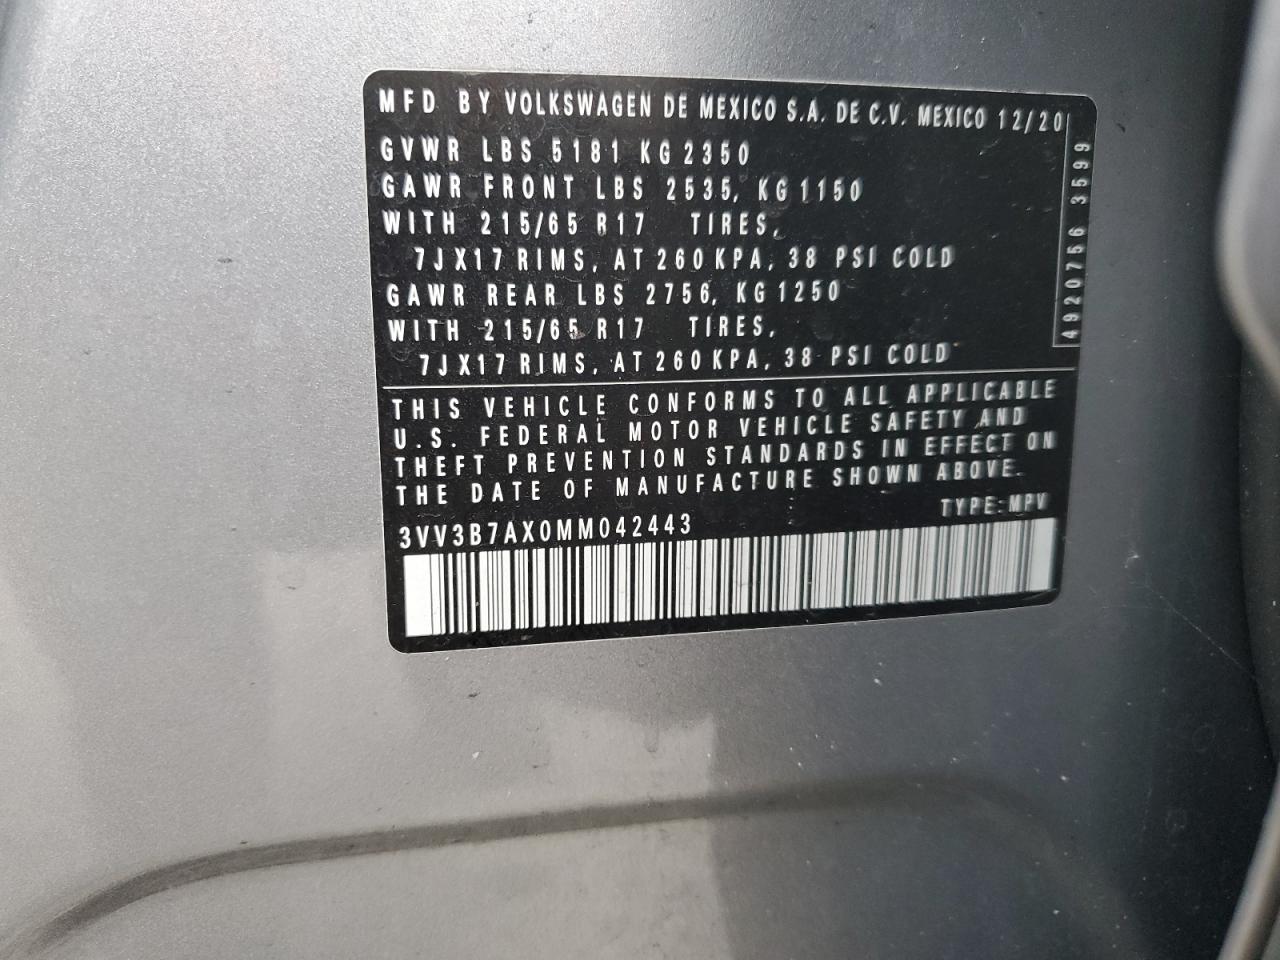 MFD BY VOLKSWAGEN DE MEXICO S.A. DE C.V. MEXICO 12/20
GVWR LBS 5181 KG 2350
GAWR FRONT LBS 2535, KG 1150
WITH 215/65 R17 TIRES,
7JX17 RIMS, AT 260 KPA, 38 PSI COLD
GAWR REAR LBS 2756, KG 1250
WITH 215/65 R17 TIRES,
7JX17 RIMS, AT 260 KPA, 38 PSI COLD
4920756 3599
THIS VEHICLE CONFORMS TO ALL APPLICABLE
U.S. FEDERAL MOTOR VEHICLE SAFETY AND
THEFT PREVENTION STANDARDS IN EFFECT ON
THE DATE OF MANUFACTURE SHOWN ABOVE.
TYPE: MPV
3VV3B7AX0MM042443